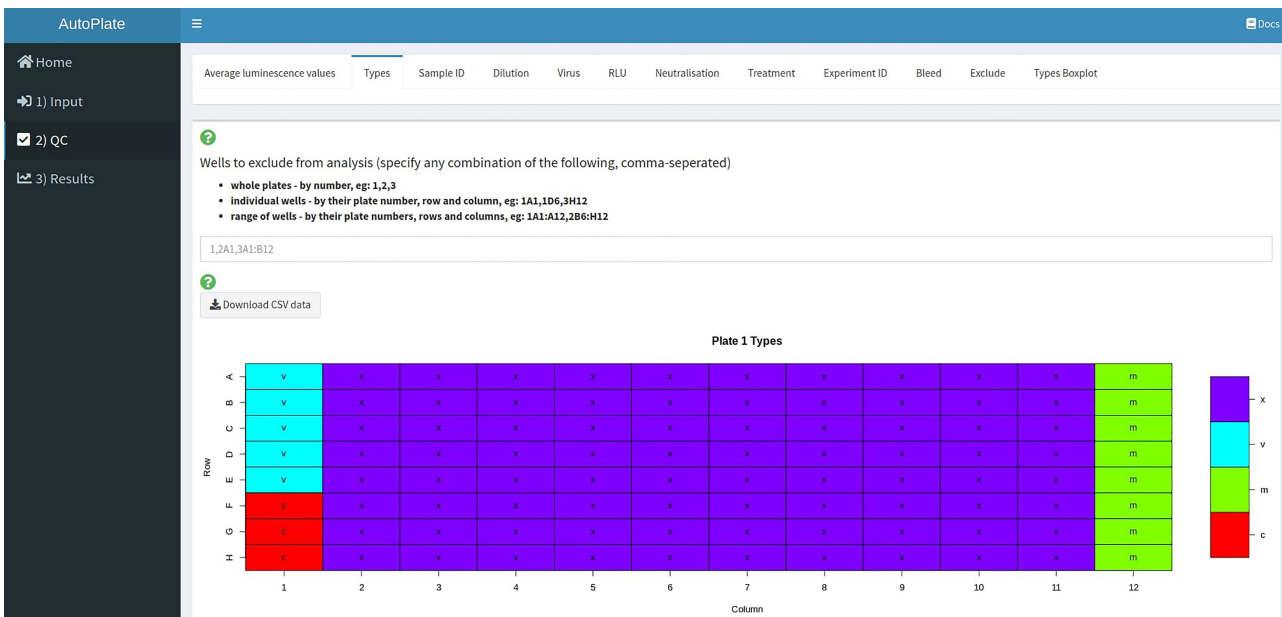 AutoPlate
Docs
Home
1) Input
2) QC
3) Results
Average luminescence values Types Sample ID Dilution Virus RLU Neutralisation Treatment Experiment ID Bleed Exclude Types Boxplot
?
Wells to exclude from analysis (specify any combination of the following, comma-seperated)
• whole plates - by number, eg: 1,2,3
• individual wells - by their plate number, row and column, eg: 1A1,1D6,3H12
• range of wells - by their plate numbers, rows and columns, eg: 1A1:A12,2B6:H12
1,2A1,3A1:B12
?
Download CSV data
Plate 1 Types
A v x x x x x x x x x x m
B v x x x x x x x x x x m
C v x x x x x x x x x x m
D v x x x x x x x x x x m
E v x x x x x x x x x x m
F c x x x x x x x x x x m
G c x x x x x x x x x x m
H c x x x x x x x x x x m
Row
1 2 3 4 5 6 7 8 9 10 11 12
Column
x
v
m
c